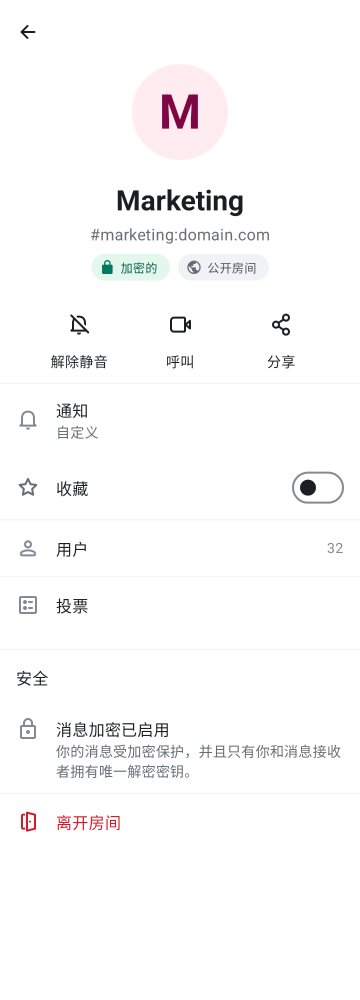 M
Marketing
#marketing:domain.com
加密的
公开房间
解除静音
呼叫
分享
通知
自定义
收藏
用户
32
投票
安全
消息加密已启用
你的消息受加密保护，并且只有你和消息接收
者拥有唯一解密密钥。
离开房间